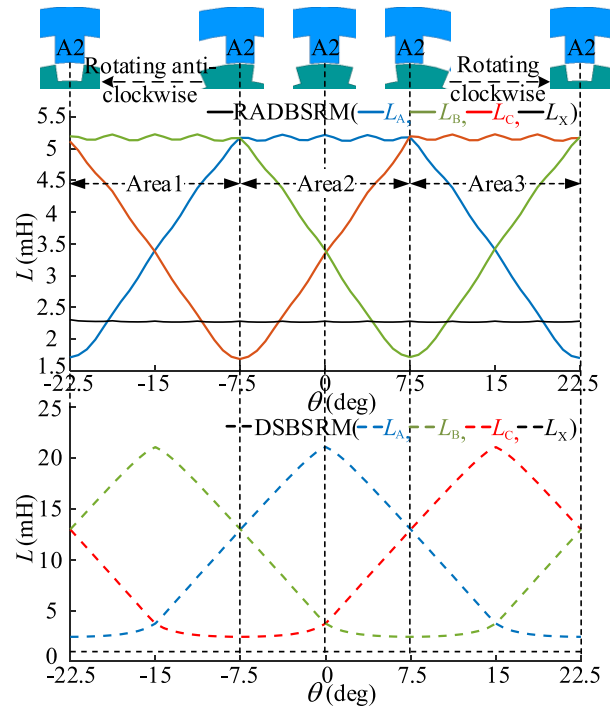 A2 A2 A2 A2 A2
Rotating anti-clockwise
Rotating clockwise
RADBSRM( L_A, L_B, L_C, L_X)
5.5
5
4.5
3.5
2.5
1.5
L (mH)
Area1 Area2 Area3
-22.5 -15 -7.5 0 7.5 15 22.5
θ (deg)
DSBSRM( L_A, L_B, L_C, L_X)
25
20
15
10
5
0
L (mH)
-22.5 -15 -7.5 0 7.5 15 22.5
θ (deg)